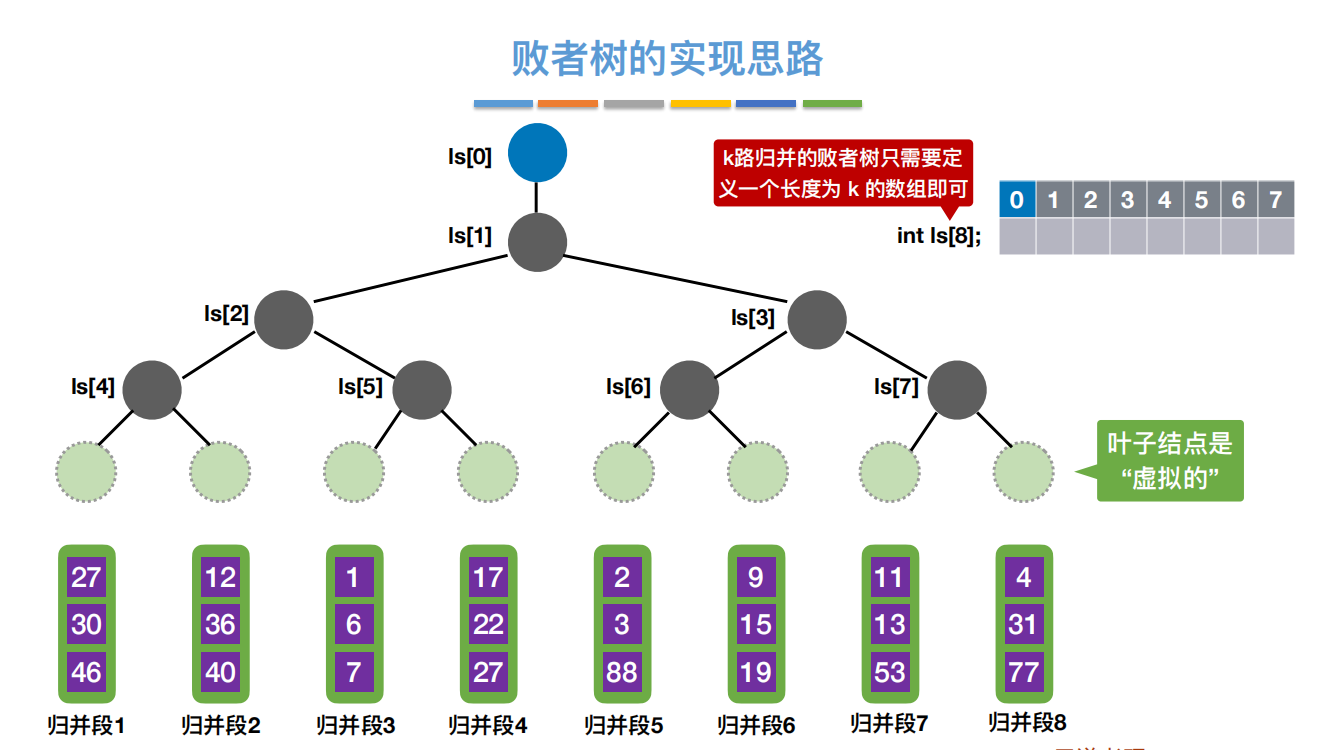 败者树的实现思路
ls[0]
k路归并的败者树只需要定
义一个长度为 k 的数组即可
0 1 2 3 4 5 6 7
ls[1]
int ls[8];
ls[2]
ls[3]
ls[4]
ls[5]
ls[6]
ls[7]
叶子结点是
“虚拟的”
27 12 1 17 2 9 11 4
30 36 6 22 3 15 13 31
46 40 7 27 88 19 53 77
归并段1 归并段2 归并段3 归并段4 归并段5 归并段6 归并段7 归并段8